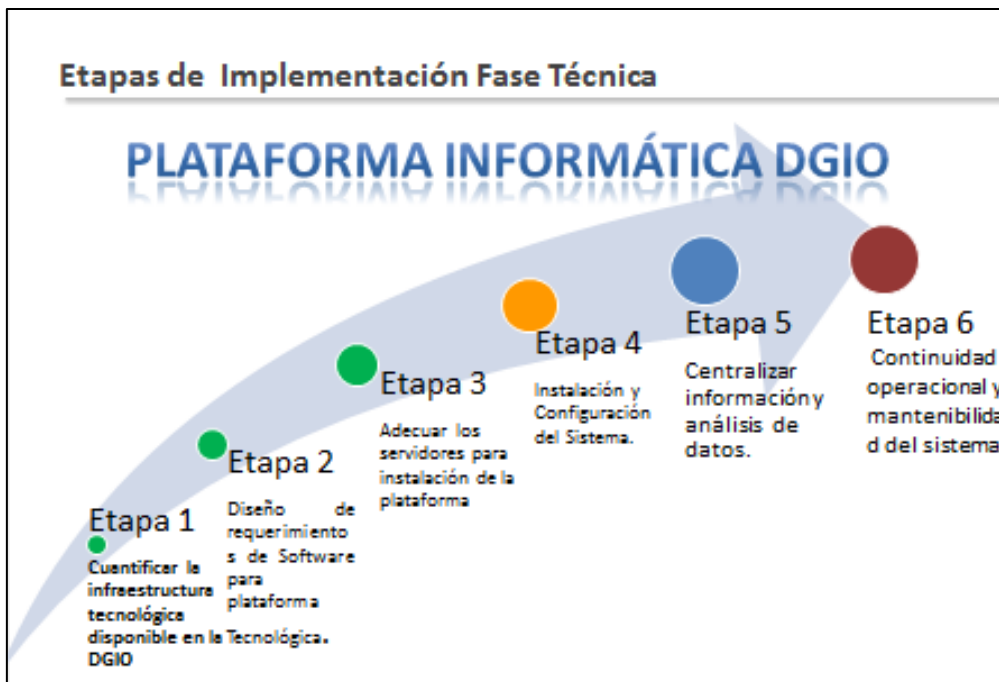 Etapas de Implementación Fase Técnica
PLATAFORMA INFORMÁTICA DGIO
Etapa 1
Cuantificar la
infraestructura
tecnológica
disponible en la
DGIO
Etapa 2
Diseño de
requerimiento
s de Software
para
plataforma
Tecnológica.
Etapa 3
Adecuar los
servidores para
instalación de la
plataforma
Etapa 4
Instalación y
Configuración
del Sistema.
Etapa 5
Centralizar
información y
análisis de
datos.
Etapa 6
Continuidad
operacional y
mantenibilida
d del sistema